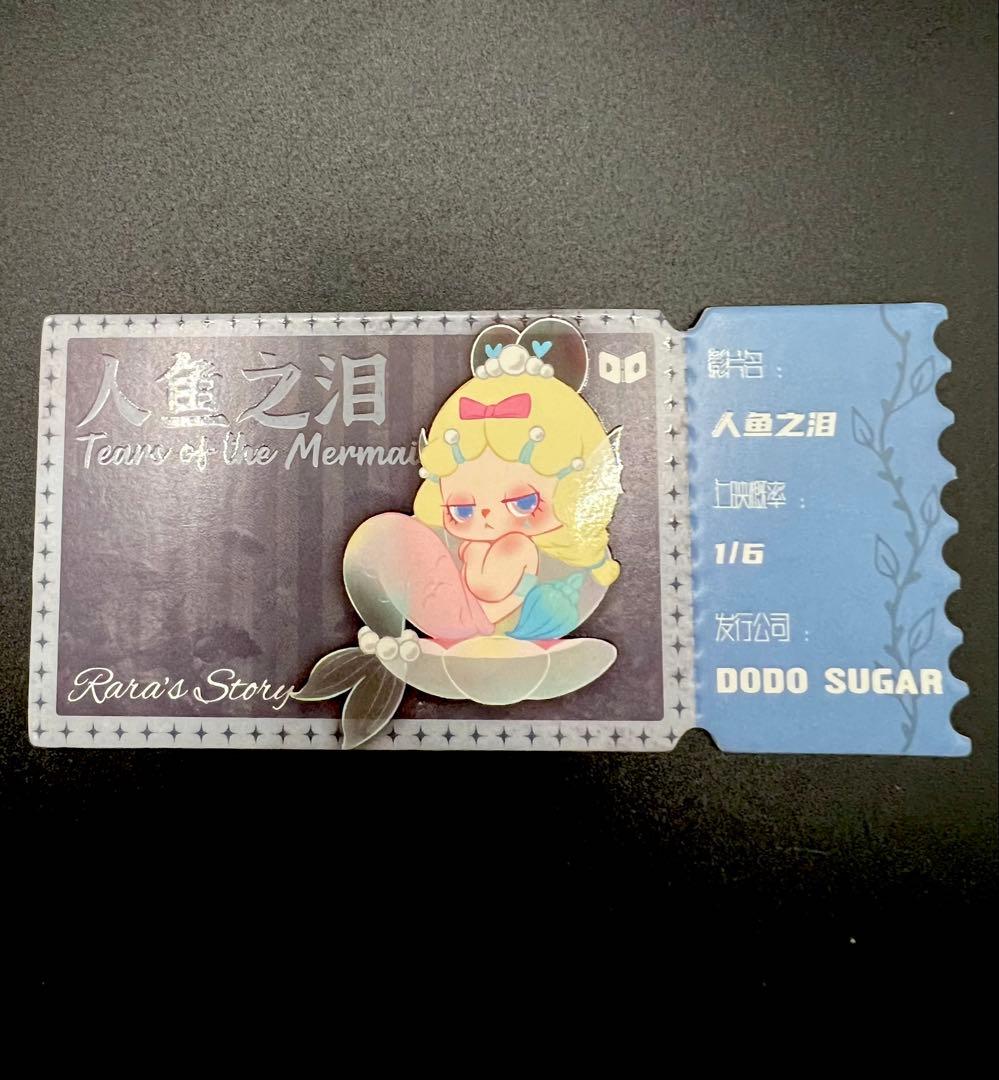 人鱼之泪
Tears of the Mermaid
Rara's Story
影片名：
人鱼之泪
上映概率：
1/6
发行公司：
DODO SUGAR